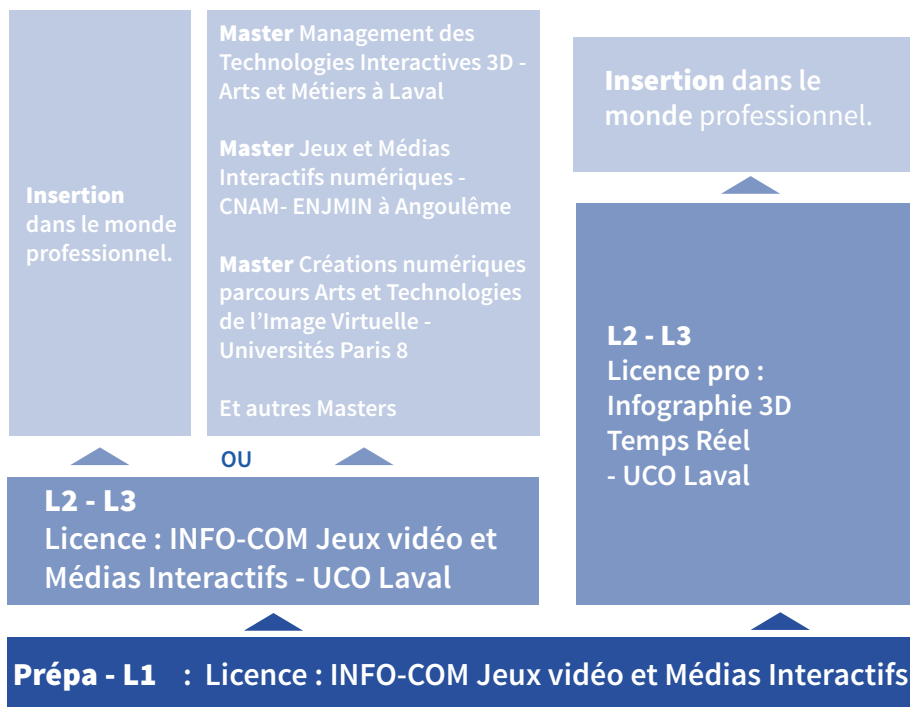 Insertion
dans le monde
professionnel.
Master Management des
Technologies Interactives 3D -
Arts et Métiers à Laval
Master Jeux et Médias
Interactifs numériques -
CNAM- ENJMIN à Angoulême
Master Créations numériques
parcours Arts et Technologies
de l'Image Virtuelle -
Universités Paris 8
Et autres Masters
Insertion dans le
monde professionnel.
OU
L2 - L3
Licence : INFO-COM Jeux vidéo et
Médias Interactifs - UCO Laval
L2 - L3
Licence pro :
Infographie 3D
Temps Réel
- UCO Laval
Prépa - L1 : Licence : INFO-COM Jeux vidéo et Médias Interactifs